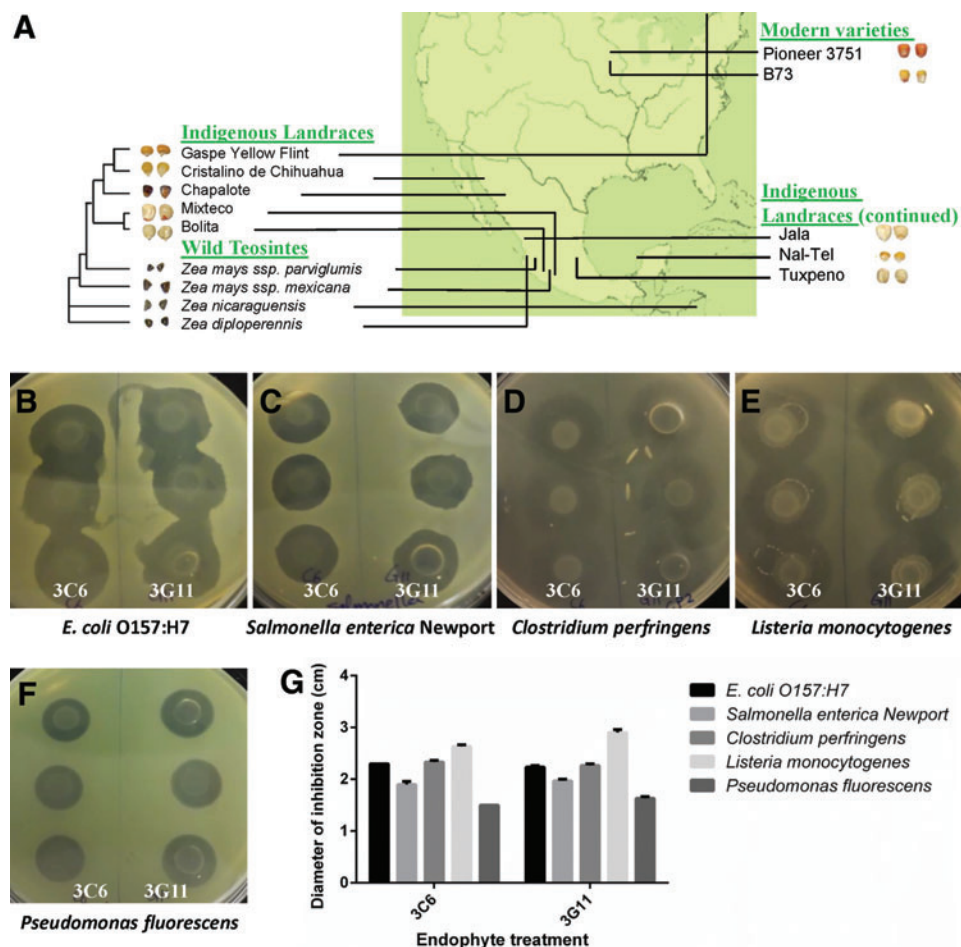 A
Modern varieties
Pioneer 3751
B73
Indigenous Landraces
Gaspe Yellow Flint
Cristalino de Chihuahua
Chapalote
Mixteco
Bolita
Wild Teosintes
Zea mays ssp. parviglumis
Zea mays ssp. mexicana
Zea nicaraguensis
Zea diploperennis
Indigenous
Landraces (continued)
Jala
Nal-Tel
Tuxpeno
B
3C6 3G11
E. coli O157:H7
C
3C6 3G11
C6 G11
Salmonella
Salmonella enterica Newport
D
3C6 3G11
Clostridium perfringens
E
3C6 3G11
Listeria monocytogenes
F
3C6 3G11
Pseudomonas fluorescens
G
Diameter of inhibition zone (cm)
4
3
2
1
0
3C6
3G11
Endophyte treatment
E. coli O157:H7
Salmonella enterica Newport
Clostridium perfringens
Listeria monocytogenes
Pseudomonas fluorescens